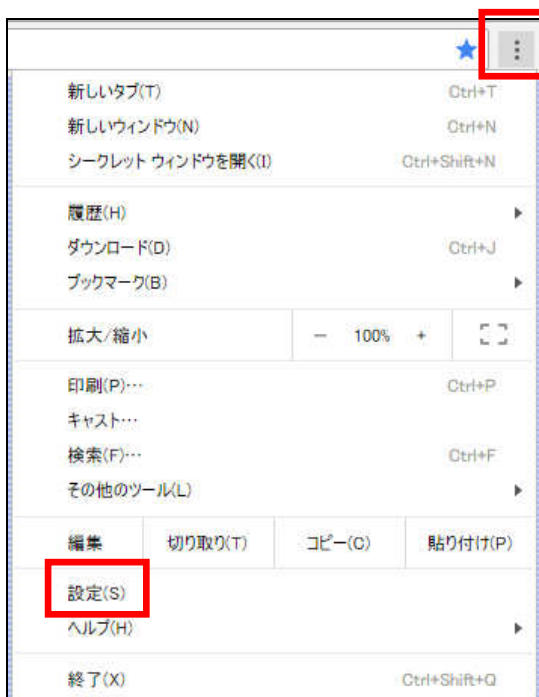 新しいタブ(T) Ctrl+T
新しいウィンドウ(N) Ctrl+N
シークレット ウィンドウを開く(I) Ctrl+Shift+N
履歴(H)
ダウンロード(D) Ctrl+J
ブックマーク(B)
拡大/縮小 － 100% +
印刷(P)… Ctrl+P
キャスト…
検索(F)… Ctrl+F
その他のツール(L)
編集 切り取り(T) コピー(C) 貼り付け(P)
設定(S)
ヘルプ(H)
終了(X) Ctrl+Shift+Q